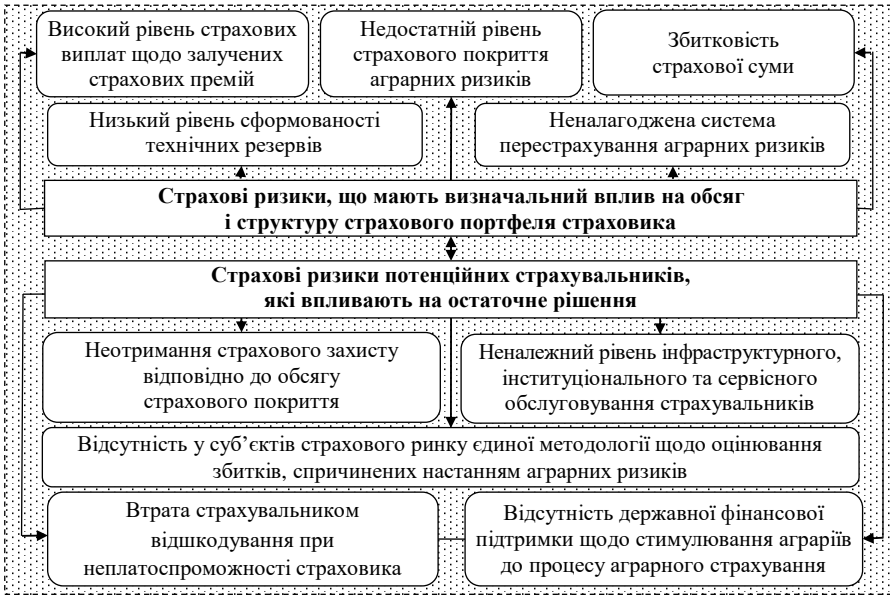 Високий рівень страхових
виплат щодо залучених
страхових премій
Недостатній рівень
страхового покриття
аграрних ризиків
Збитковість
страхової суми
Низький рівень сформованості
технічних резервів
Неналагоджена система
перестрахування аграрних ризиків
Страхові ризики, що мають визначальний вплив на обсяг
і структуру страхового портфеля страховика
Страхові ризики потенційних страхувальників,
які впливають на остаточне рішення
Неотримання страхового захисту
відповідно до обсягу
страхового покриття
Неналежний рівень інфраструктурного,
інституціонального та сервісного
обслуговування страхувальників
Відсутність у суб’єктів страхового ринку єдиної методології щодо оцінювання
збитків, спричинених настанням аграрних ризиків
Втрата страхувальником
відшкодування при
неплатоспроможності страховика
Відсутність державної фінансової
підтримки щодо стимулювання аграріїв
до процесу аграрного страхування